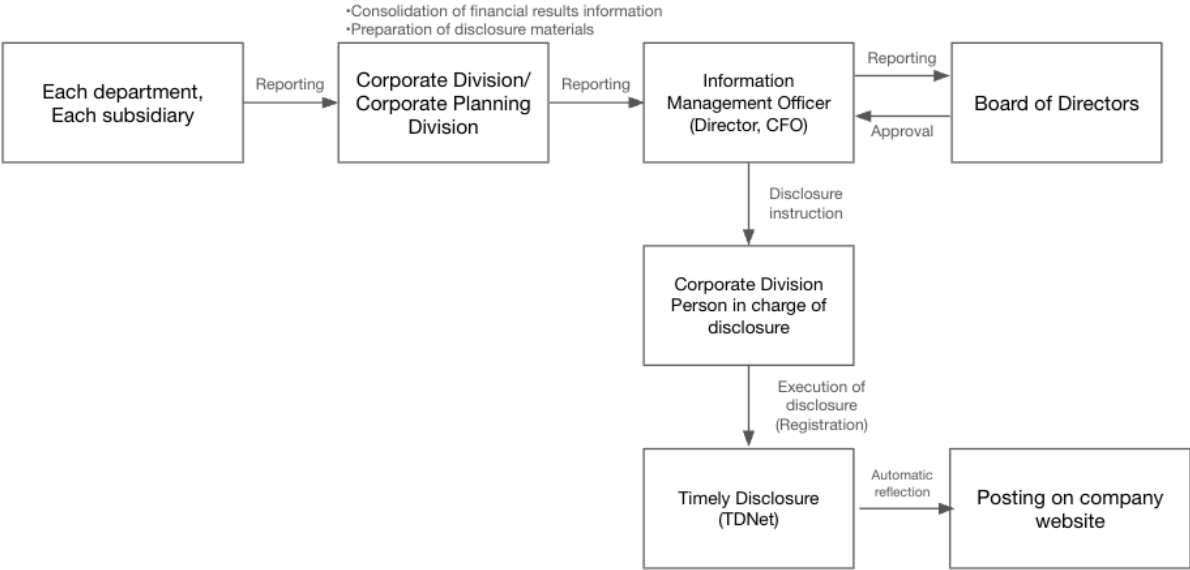 •Consolidation of financial results information
•Preparation of disclosure materials
Each department,
Each subsidiary
Reporting
Corporate Division/
Corporate Planning
Division
Reporting
Information
Management Officer
(Director, CFO)
Reporting
Approval
Board of Directors
Disclosure
instruction
Corporate Division
Person in charge of
disclosure
Execution of
disclosure
(Registration)
Timely Disclosure
(TDNet)
Automatic
reflection
Posting on company
website